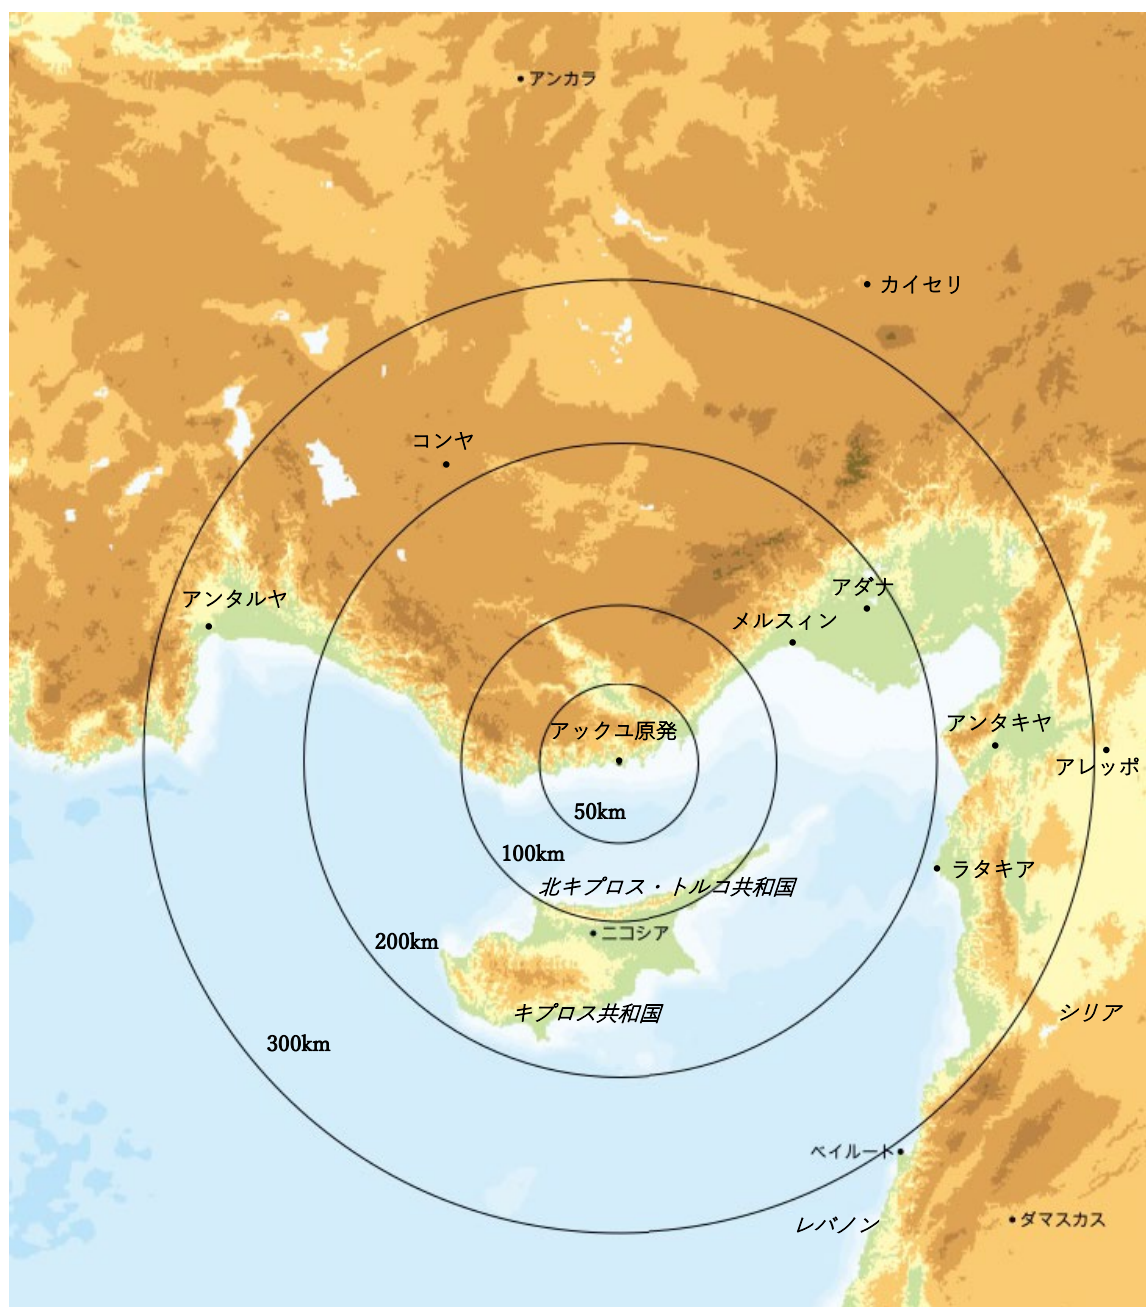 アンカラ
カイセリ
コンヤ
アダナ
アンタルヤ
メルスィン
アンタキヤ
アックユ原発
アレッポ
50km
100km
ラタキア
北キプロス・トルコ共和国
ニコシア
200km
キプロス共和国
シリア
300km
ベイルート
ダマスカス
レバノン